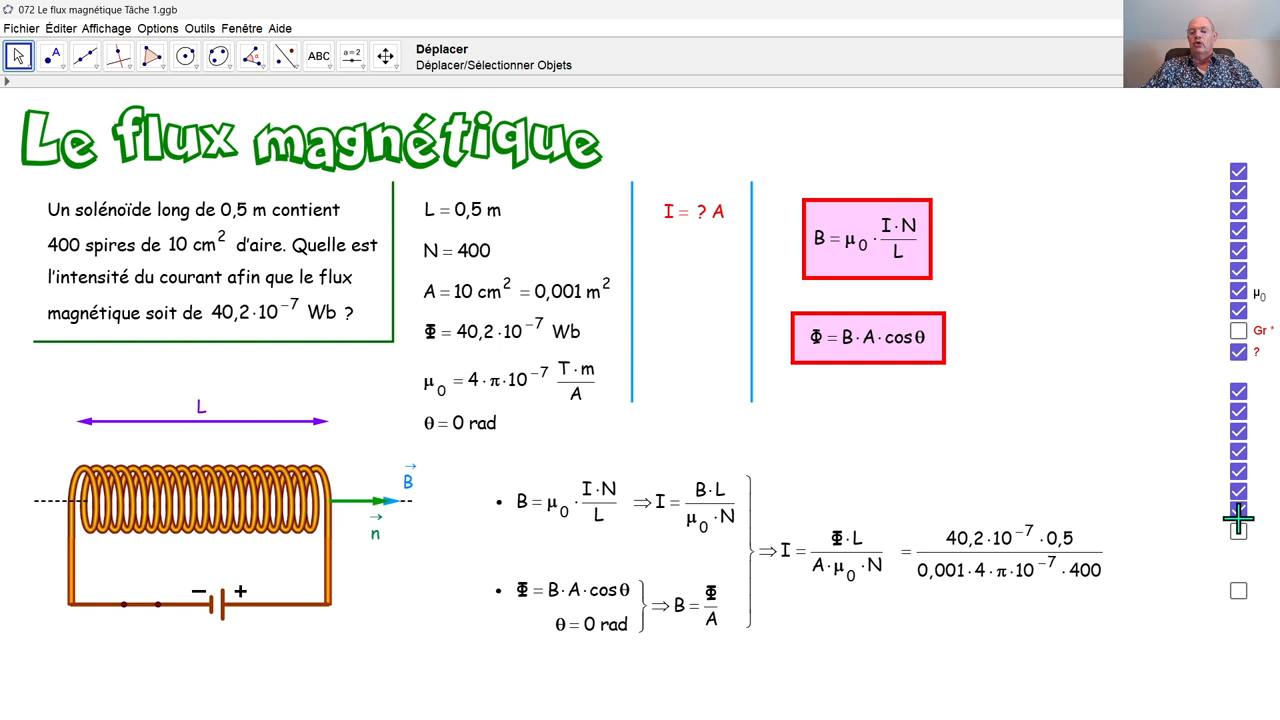 072 Le flux magnétique Tâche 1.ggb
Fichier Éditer Affichage Options Outils Fenêtre Aide
A ABC a=2
Déplacer
Déplacer/Sélectionner Objets
Le flux magnétique
Un solénoïde long de 0,5 m contient
400 spires de 10 cm² d'aire. Quelle est
l'intensité du courant afin que le flux
magnétique soit de 40,2·10⁻⁷ Wb ?
L = 0,5 m
N = 400
A = 10 cm² = 0,001 m²
Φ = 40,2·10⁻⁷ Wb
μ₀ = 4·π·10⁻⁷ T·m/A
θ = 0 rad
I = ? A
B = μ₀ · I·N/L
Φ = B·A·cosθ
μ₀
Gr
?
L
B
n
− +
• B = μ₀ · I·N/L ⇒ I = B·L/μ₀·N
• Φ = B·A·cosθ
θ = 0 rad
⇒ B = Φ/A
⇒ I = Φ·L/A·μ₀·N = 40,2·10⁻⁷·0,5/0,001·4·π·10⁻⁷·400